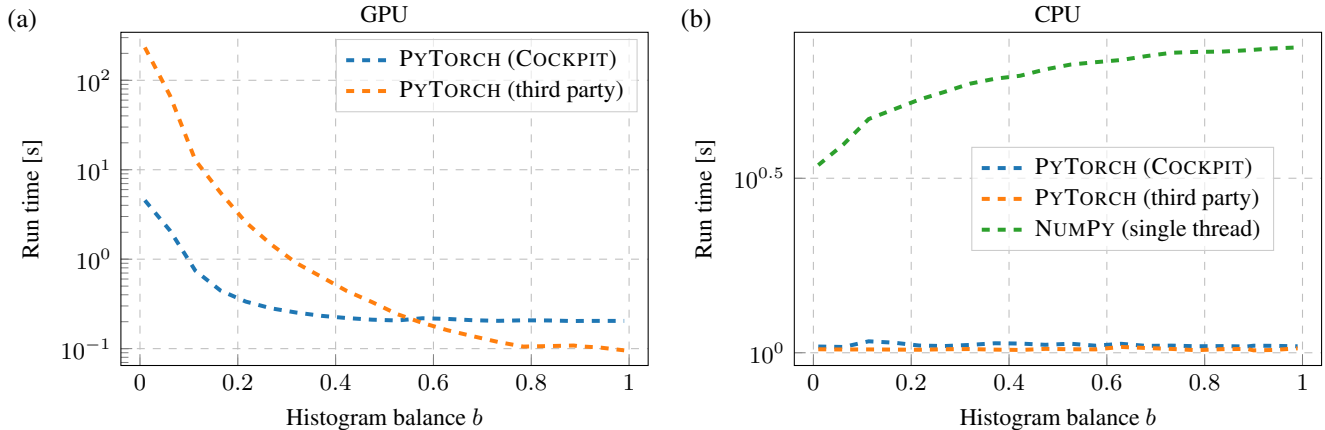 (a)
GPU
PYTORCH (COCKPIT)
PYTORCH (third party)
10^2
10^1
10^0
10^{-1}
Run time [s]
0 0.2 0.4 0.6 0.8 1
Histogram balance b
(b)
CPU
PYTORCH (COCKPIT)
PYTORCH (third party)
NUMPY (single thread)
10^{0.5}
10^0
Run time [s]
0 0.2 0.4 0.6 0.8 1
Histogram balance b